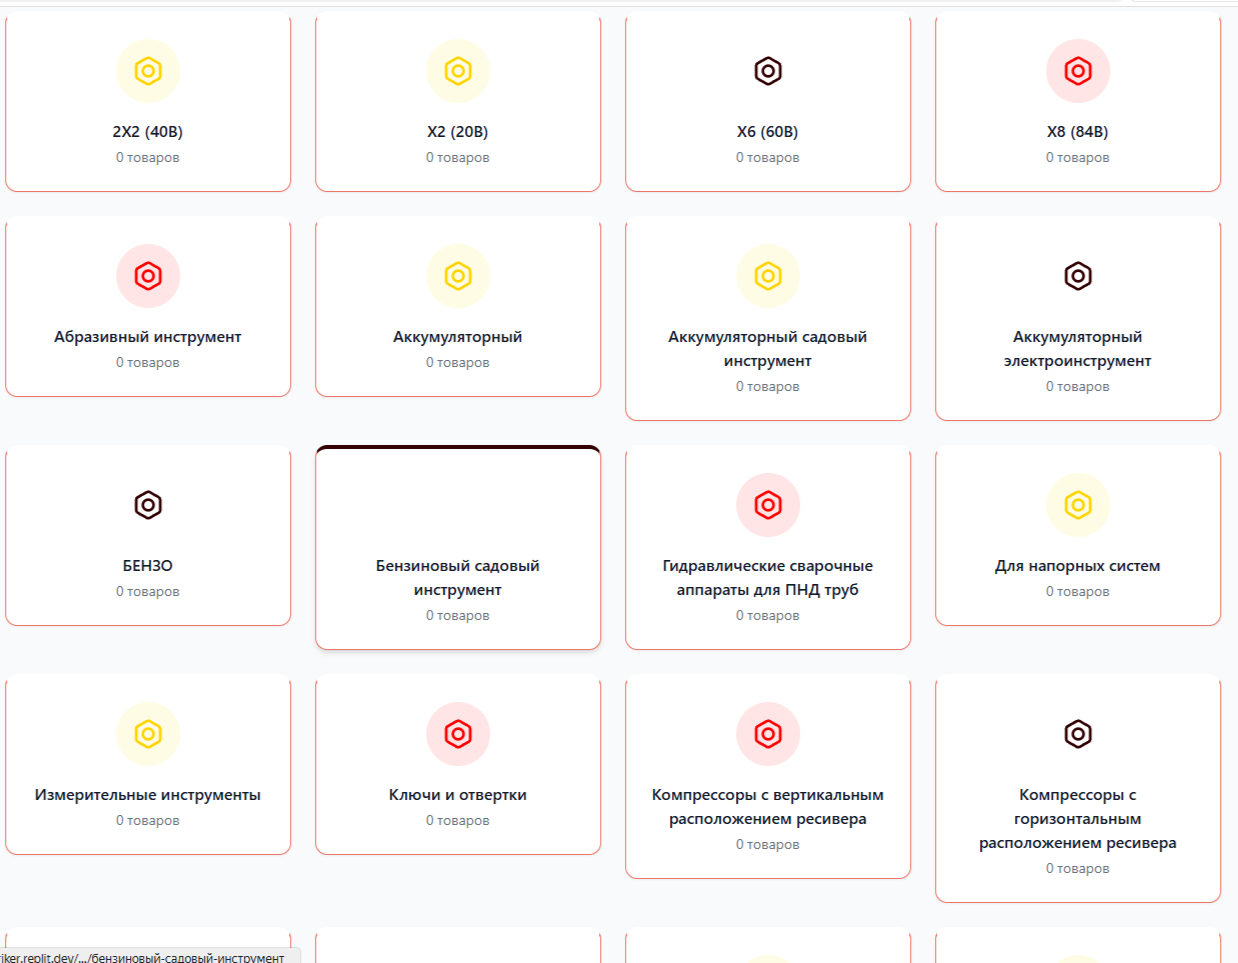 2X2 (40В)
X2 (20В)
X6 (60В)
X8 (84В)
0 товаров
0 товаров
0 товаров
0 товаров
Абразивный инструмент
0 товаров
Аккумуляторный
0 товаров
Аккумуляторный садовый
инструмент
0 товаров
Аккумуляторный
электроинструмент
0 товаров
БЕНЗО
0 товаров
Бензиновый садовый
инструмент
0 товаров
Гидравлические сварочные
аппараты для ПНД труб
0 товаров
Для напорных систем
0 товаров
Измерительные инструменты
0 товаров
Ключи и отвертки
0 товаров
Компрессоры с вертикальным
расположением ресивера
0 товаров
Компрессоры с
горизонтальным
расположением ресивера
0 товаров
iker.replit.dev/.../бензиновый-садовый-инструмент